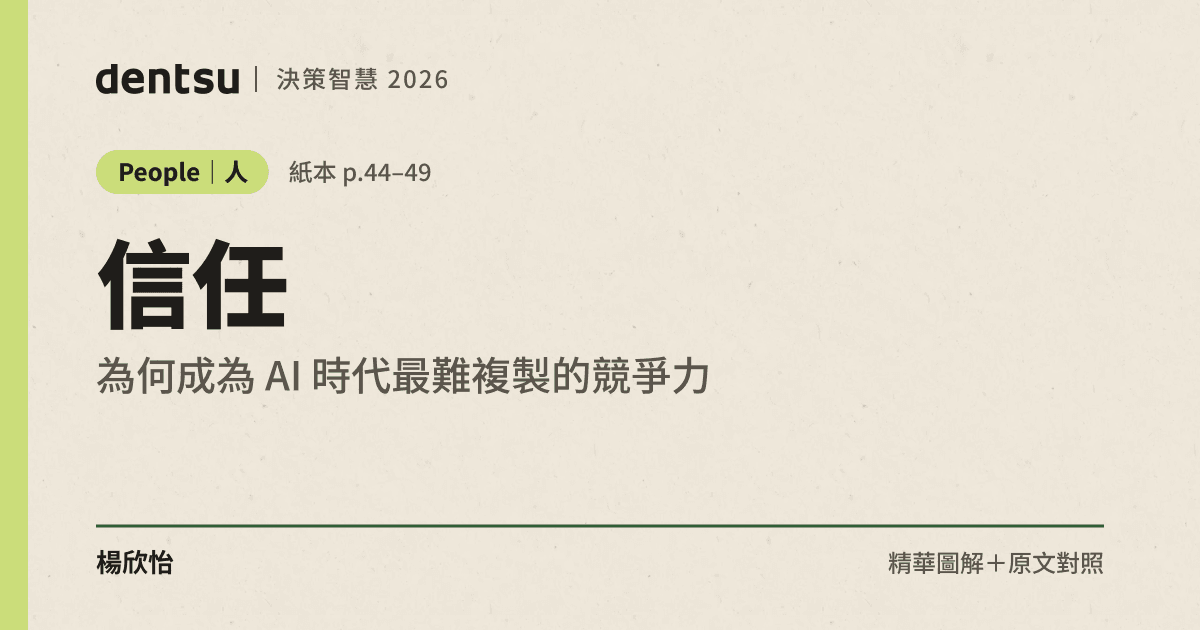 dentsu｜決策智慧 2026
People｜人 紙本 p.44–49
信任
為何成為 AI 時代最難複製的競爭力
楊欣怡 精華圖解＋原文對照